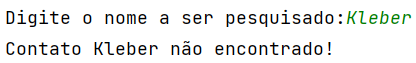 Digite o nome a ser pesquisado:Kleber
Contato Kleber não encontrado!